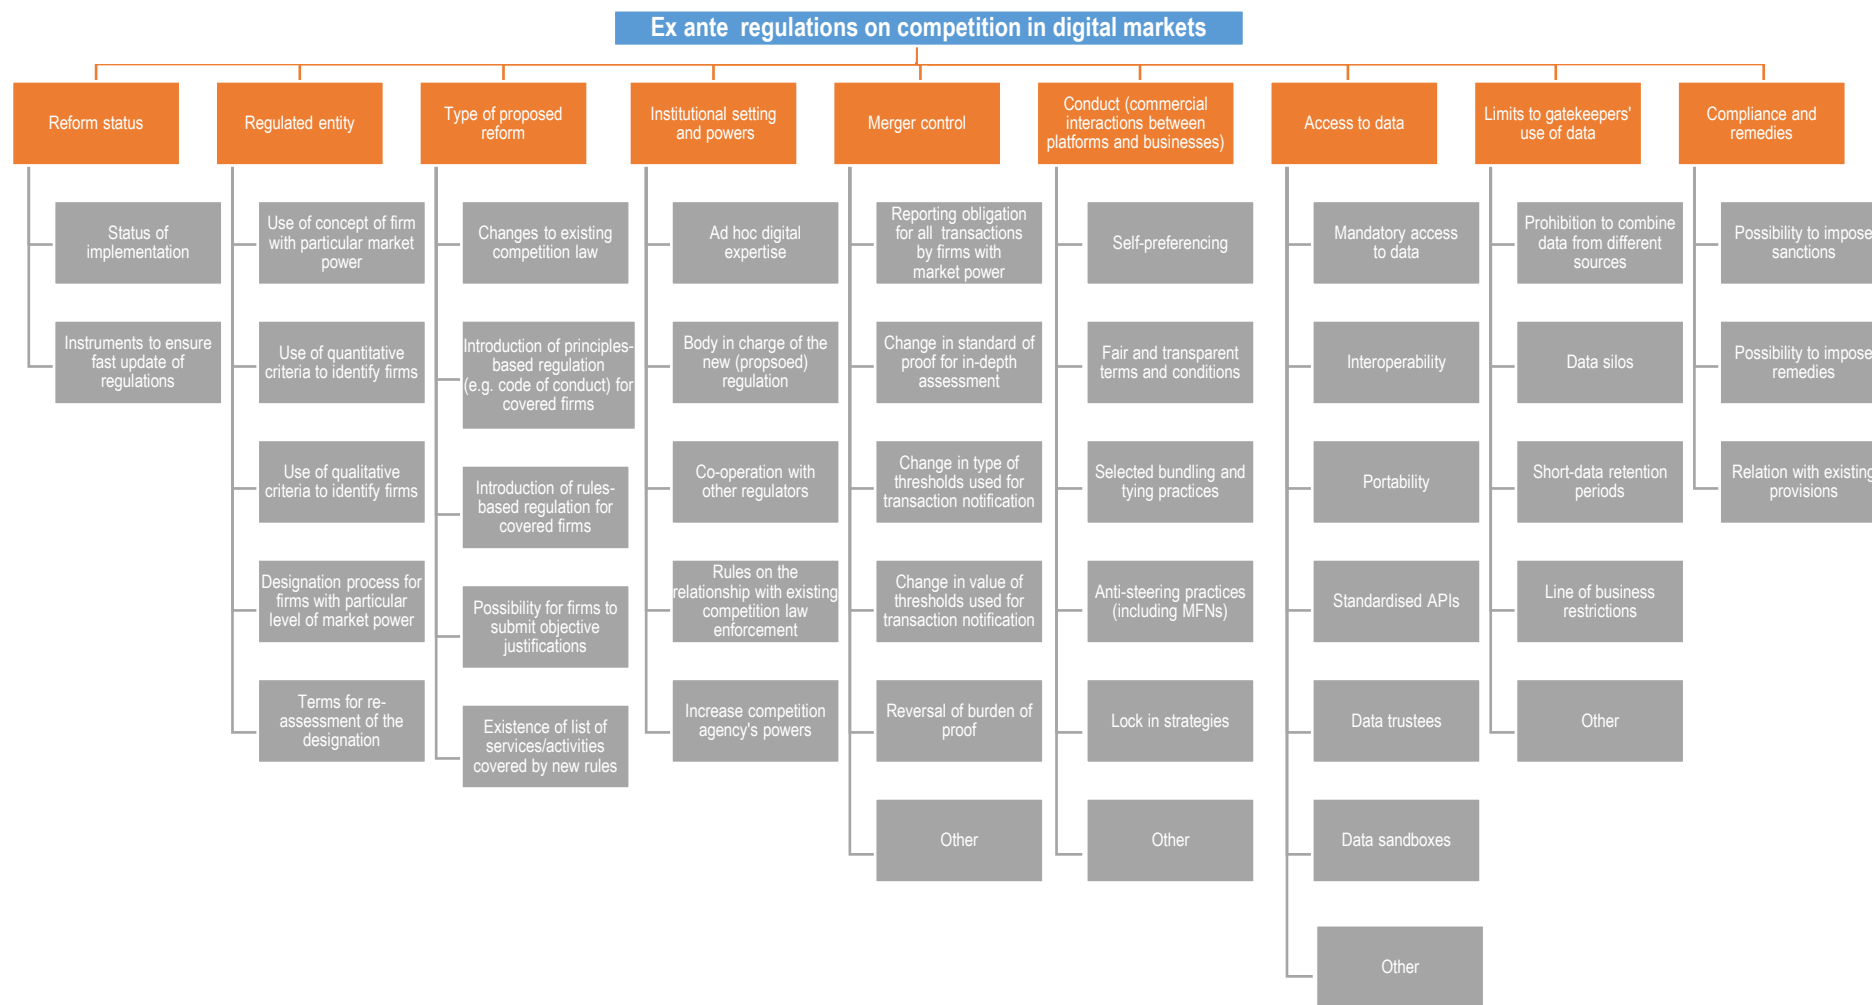 Ex ante regulations on competition in digital markets
Reform status
Status of
implementation
Instruments to ensure
fast update of
regulations
Regulated entity
Use of concept of firm
with particular market
power
Use of quantitative
criteria to identify firms
Use of qualitative
criteria to identify firms
Designation process for
firms with particular
level of market power
Terms for re-
assessment of the
designation
Type of proposed
reform
Changes to existing
competition law
Introduction of principles-
based regulation
(e.g. code of conduct) for
covered firms
Introduction of rules-
based regulation for
covered firms
Possibility for firms to
submit objective
justifications
Existence of list of
services/activities
covered by new rules
Institutional setting
and powers
Ad hoc digital
expertise
Body in charge of the
new (propsoed)
regulation
Co-operation with
other regulators
Rules on the
relationship with existing
competition law
enforcement
Increase competition
agency's powers
Merger control
Reporting obligation
for all transactions
by firms with
market power
Change in standard of
proof for in-depth
assessment
Change in type of
thresholds used for
transaction notification
Change in value of
thresholds used for
transaction notification
Reversal of burden of
proof
Other
Conduct (commercial
interactions between
platforms and businesses)
Self-preferencing
Fair and transparent
terms and conditions
Selected bundling and
tying practices
Anti-steering practices
(including MFNs)
Lock in strategies
Other
Access to data
Mandatory access
to data
Interoperability
Portability
Standardised APIs
Data trustees
Data sandboxes
Other
Limits to gatekeepers'
use of data
Prohibition to combine
data from different
sources
Data silos
Short-data retention
periods
Line of business
restrictions
Other
Compliance and
remedies
Possibility to impose
sanctions
Possibility to impose
remedies
Relation with existing
provisions